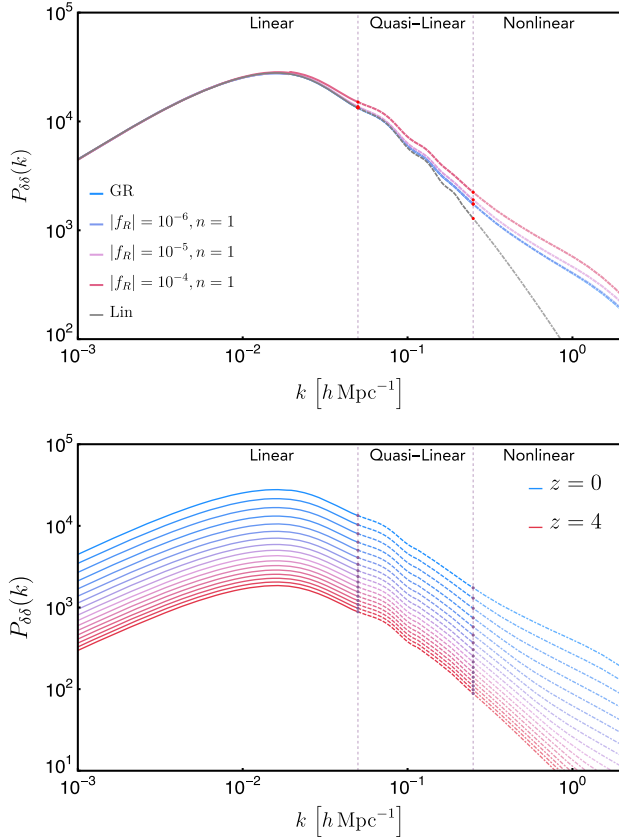 Linear Quasi-Linear Nonlinear
10^5
10^4
10^3
10^2
P_{δδ}(k)
GR
|f_R| = 10^{-6}, n = 1
|f_R| = 10^{-5}, n = 1
|f_R| = 10^{-4}, n = 1
Lin
10^{-3} 10^{-2} 10^{-1} 10^0
k [h Mpc^{-1}]
Linear Quasi-Linear Nonlinear
10^5
10^4
10^3
10^2
10^1
P_{δδ}(k)
z = 0
z = 4
10^{-3} 10^{-2} 10^{-1} 10^0
k [h Mpc^{-1}]